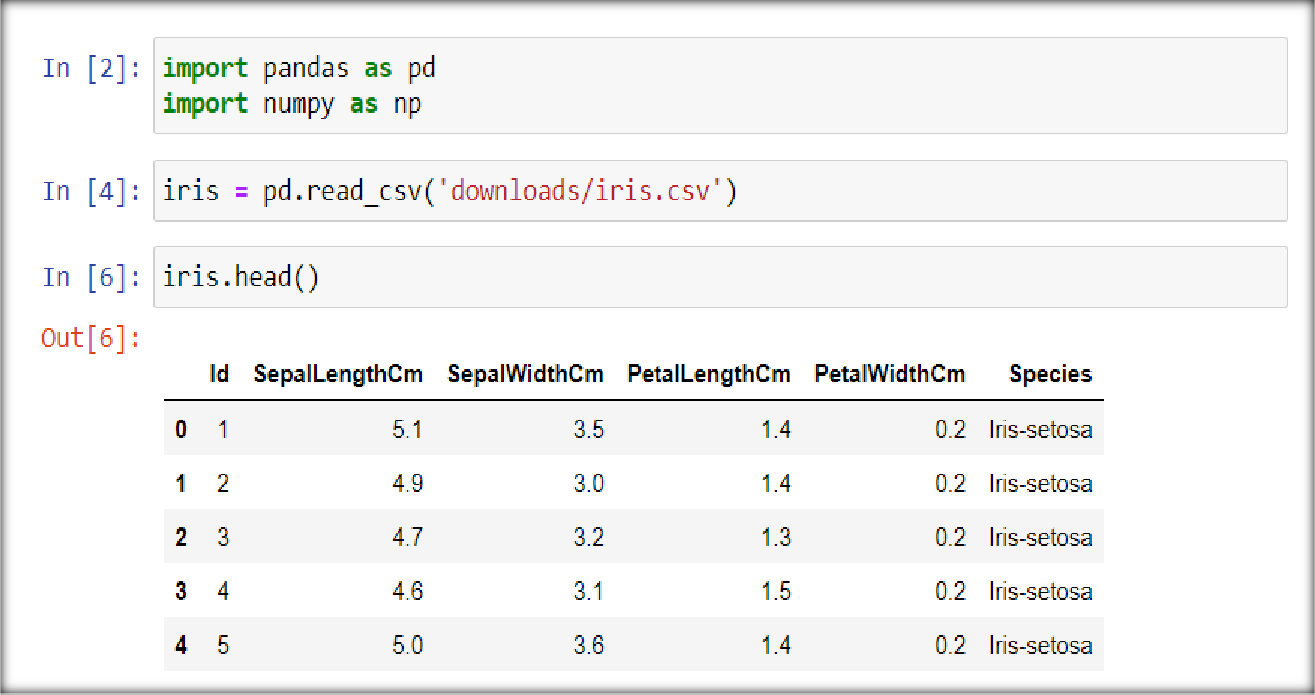 In [2]: import pandas as pd
import numpy as np
In [4]: iris = pd.read_csv('downloads/iris.csv')
In [6]: iris.head()
Out[6]:
Id SepalLengthCm SepalWidthCm PetalLengthCm PetalWidthCm Species
0 1 5.1 3.5 1.4 0.2 Iris-setosa
1 2 4.9 3.0 1.4 0.2 Iris-setosa
2 3 4.7 3.2 1.3 0.2 Iris-setosa
3 4 4.6 3.1 1.5 0.2 Iris-setosa
4 5 5.0 3.6 1.4 0.2 Iris-setosa